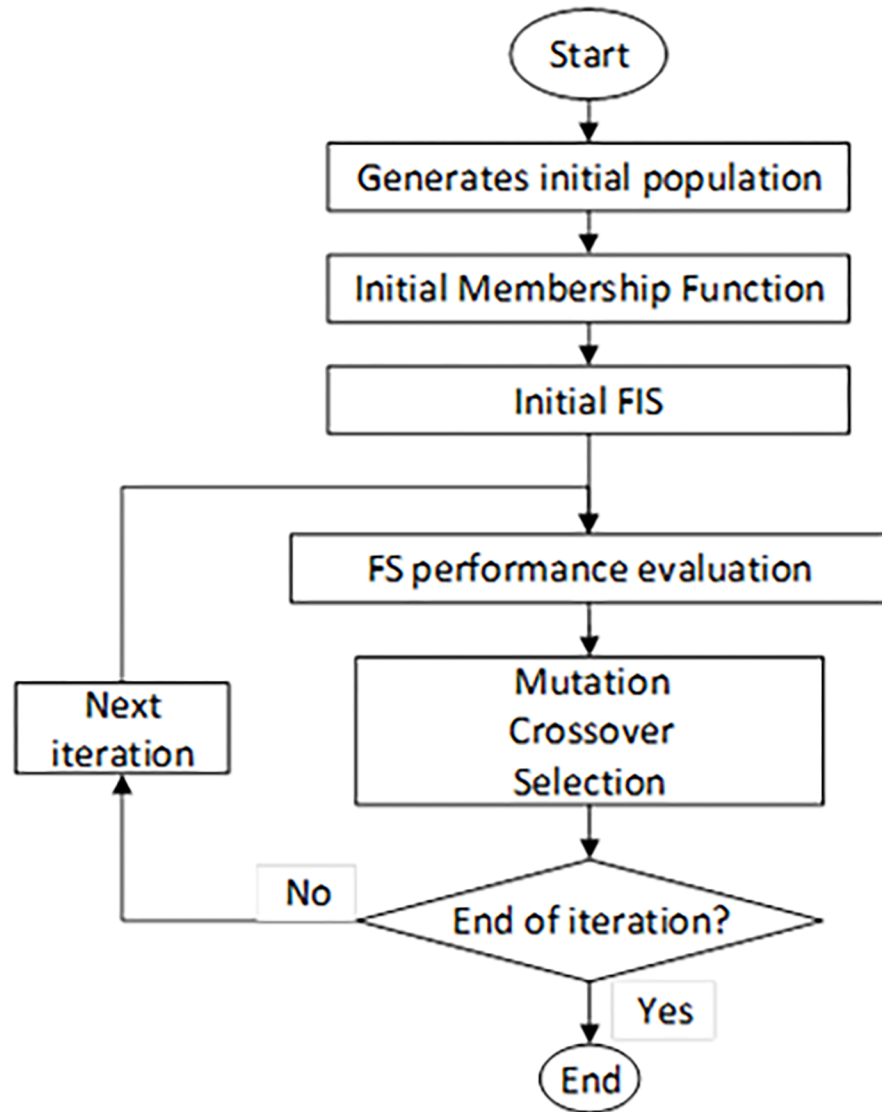 Start
Generates initial population
Initial Membership Function
Initial FIS
FS performance evaluation
Mutation
Crossover
Selection
Next
iteration
No
End of iteration?
Yes
End